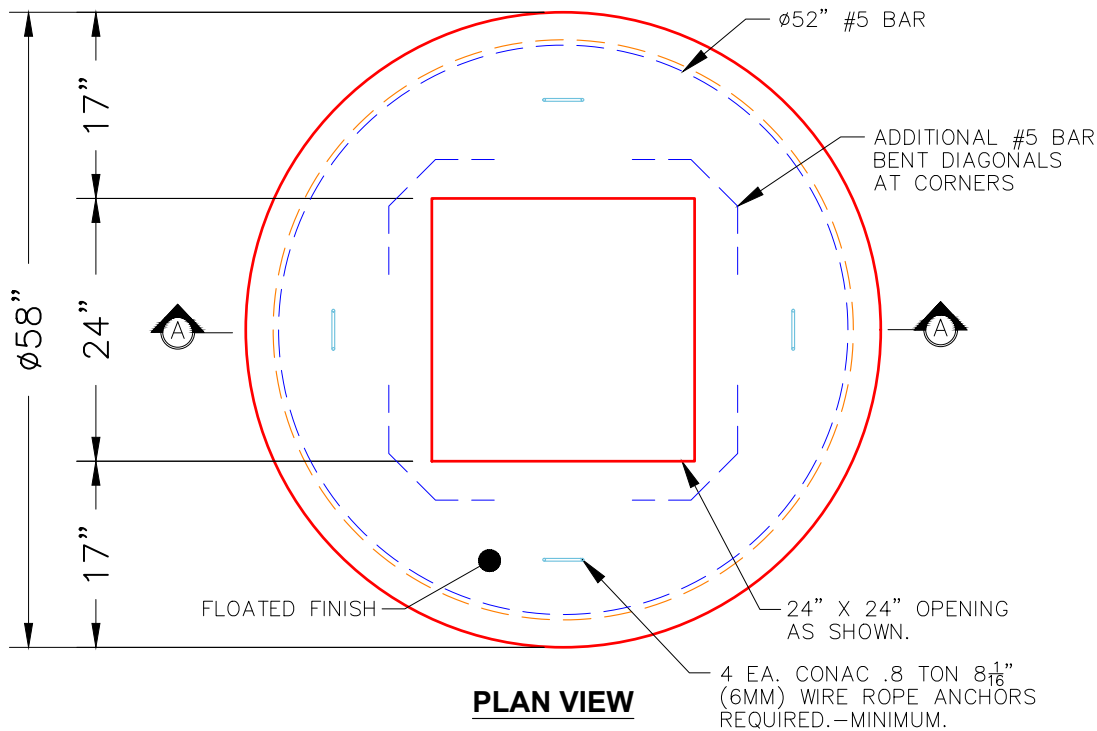 ø52” #5 BAR
17”
ADDITIONAL #5 BAR
BENT DIAGONALS
AT CORNERS
ø58”
24”
A
A
17”
FLOATED FINISH
24” X 24” OPENING
AS SHOWN.
4 EA. CONAC .8 TON 8 1/16”
(6MM) WIRE ROPE ANCHORS
REQUIRED.–MINIMUM.
PLAN VIEW